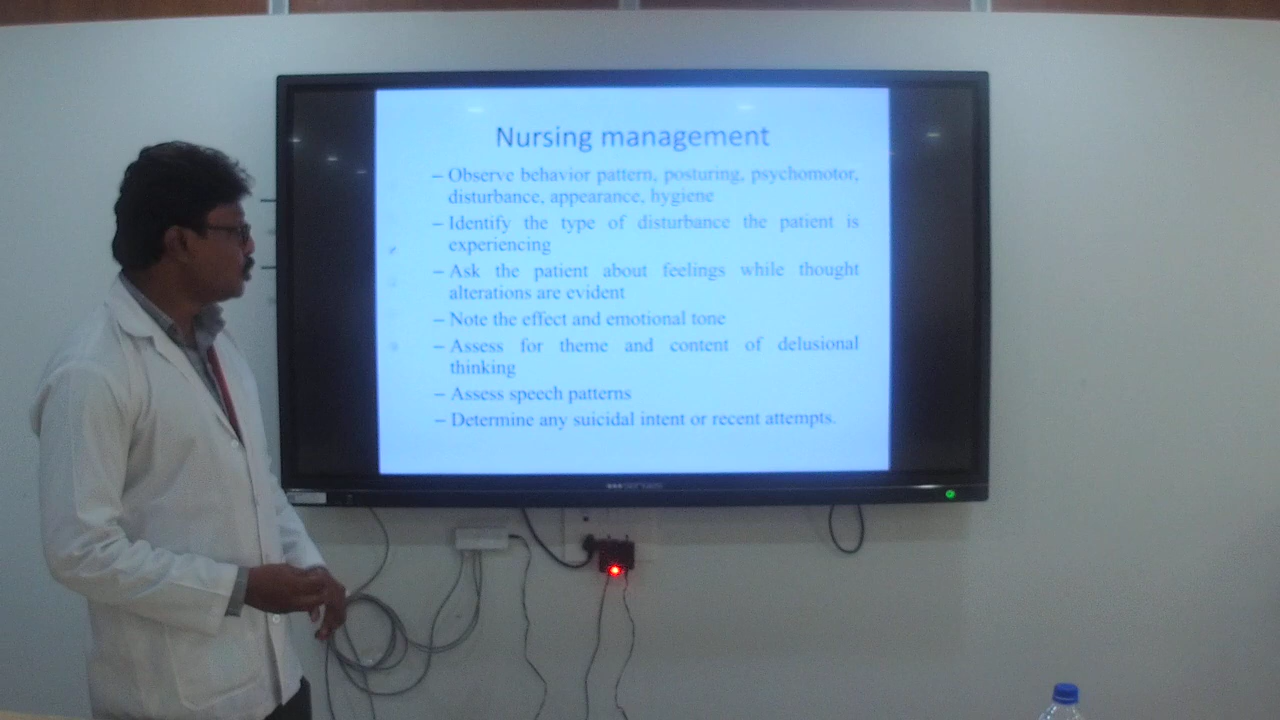 Nursing management
– Observe behavior pattern, posturing, psychomotor,
disturbance, appearance, hygiene
– Identify the type of disturbance the patient is
experiencing
– Ask the patient about feelings while thought
alterations are evident
– Note the effect and emotional tone
– Assess for theme and content of delusional
thinking
– Assess speech patterns
– Determine any suicidal intent or recent attempts.